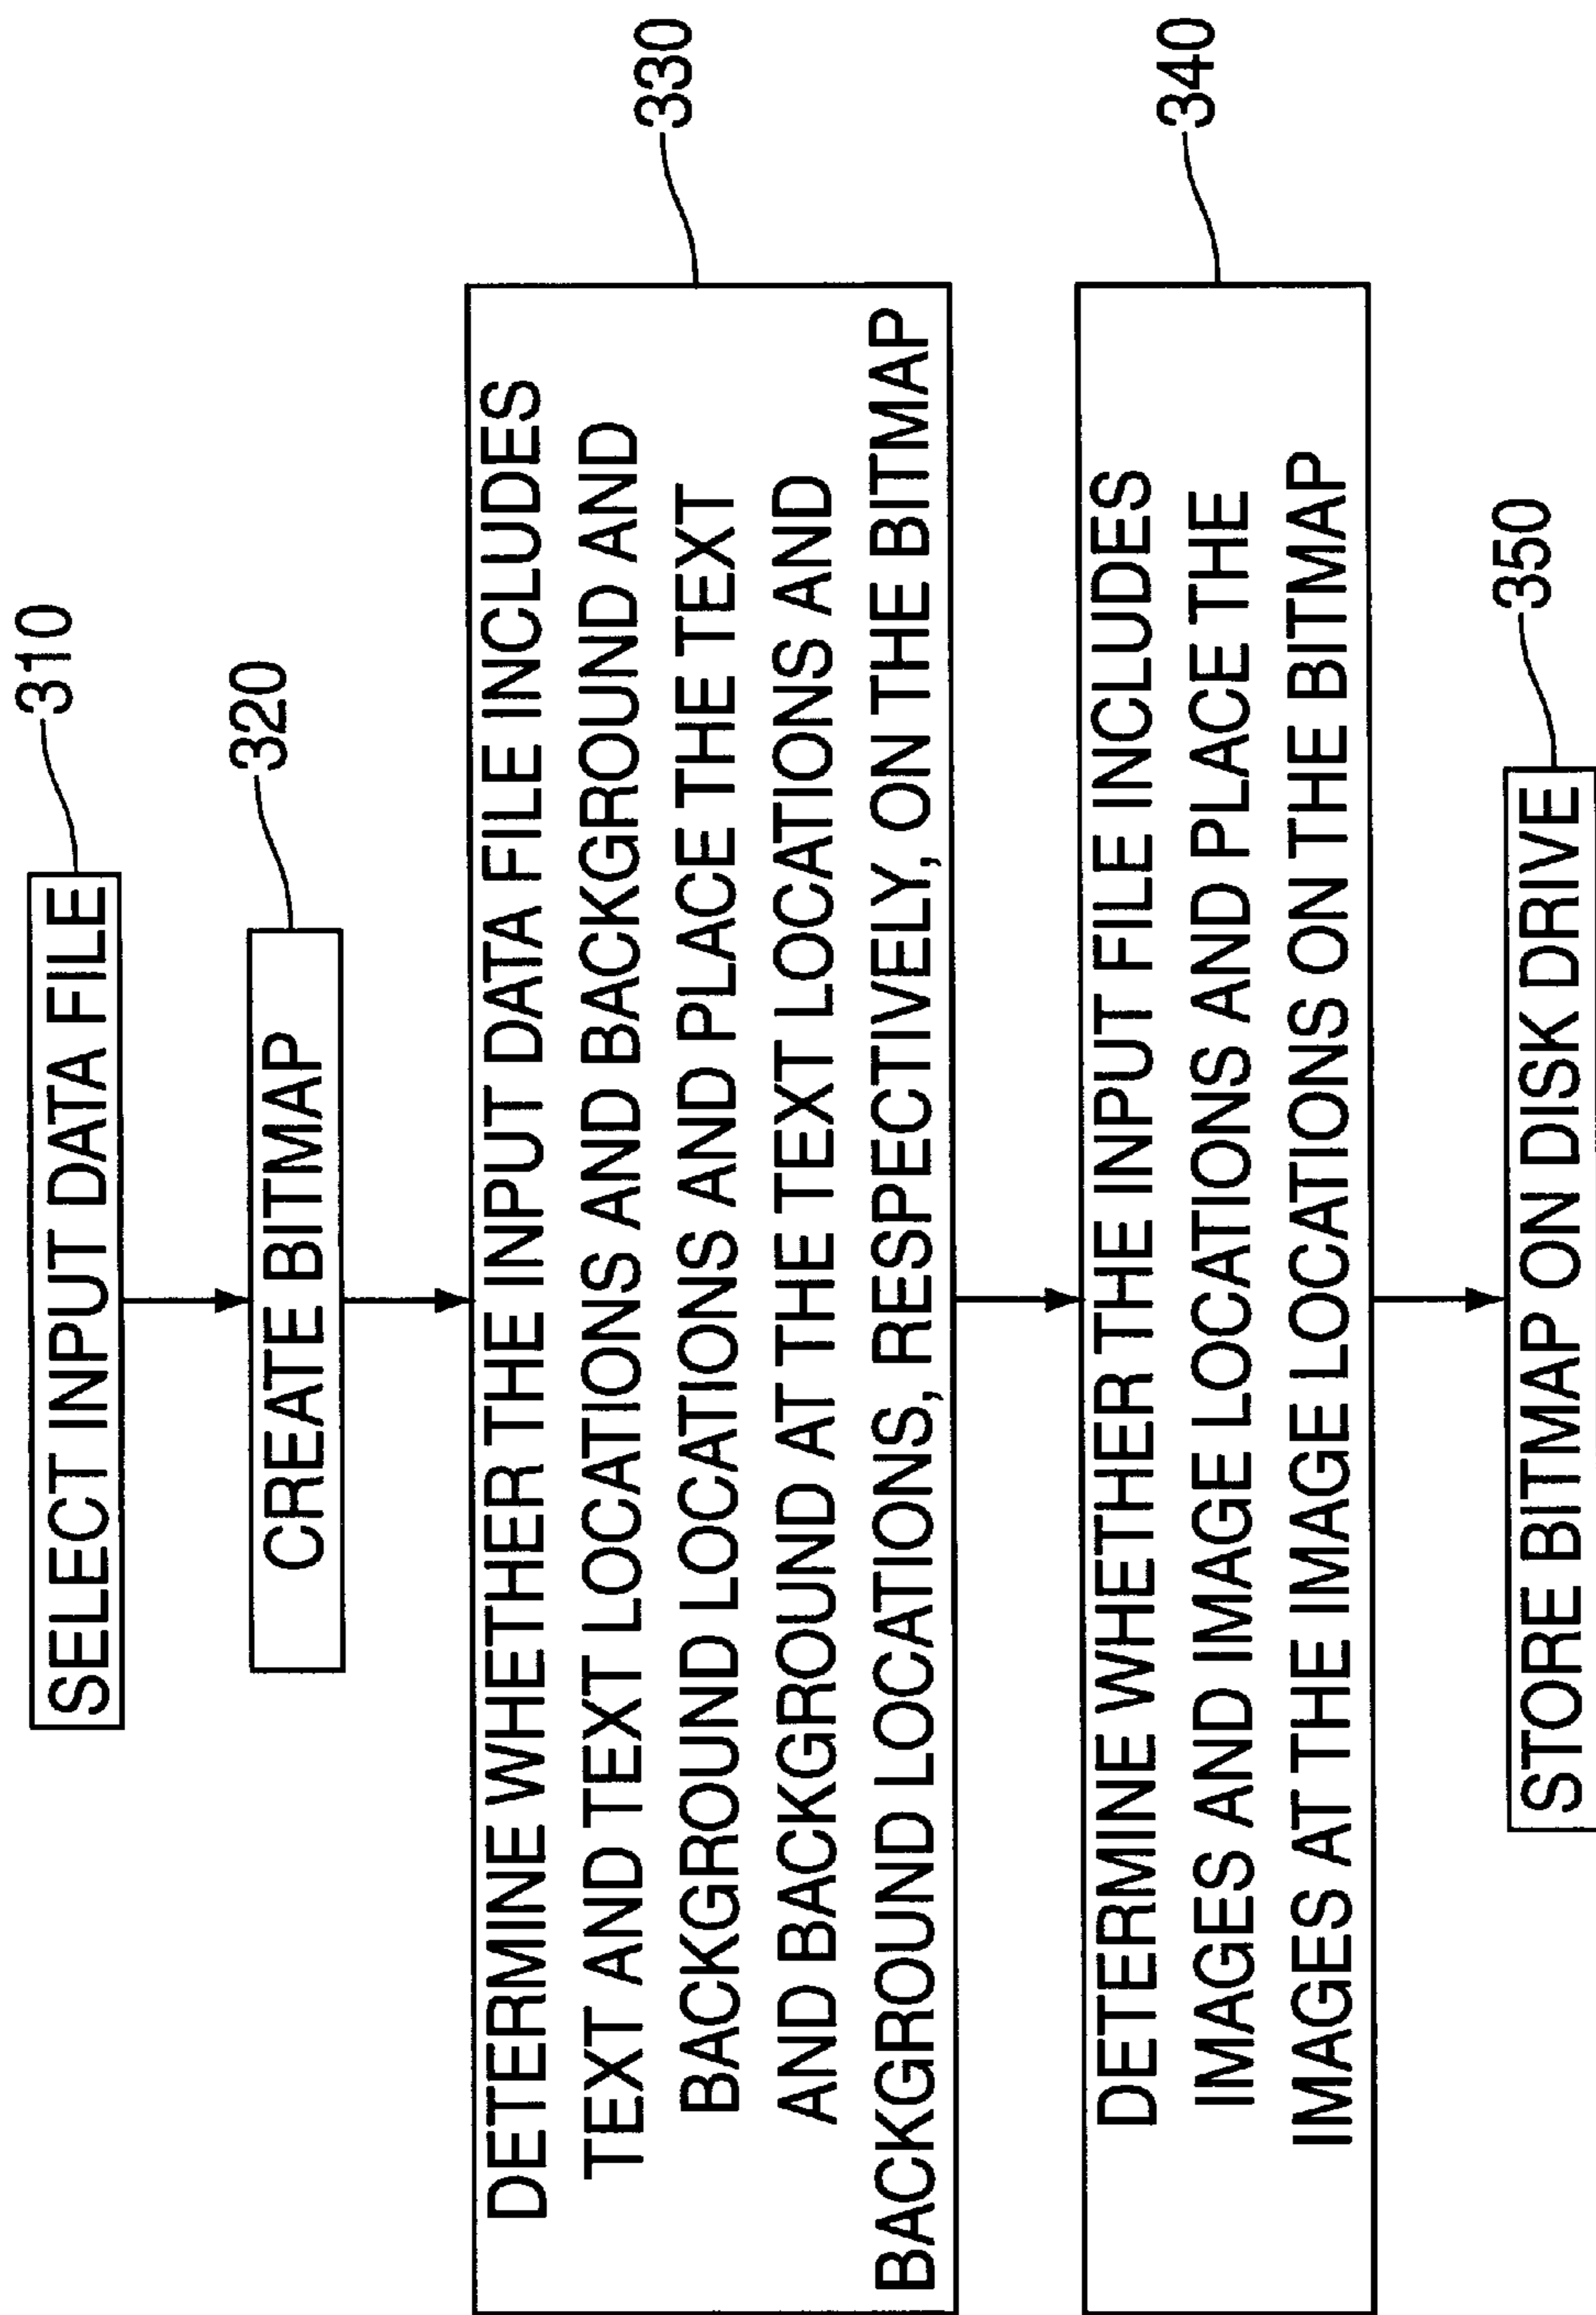 310
SELECT INPUT DATA FILE
320
CREATE BITMAP
330
DETERMINE WHETHER THE INPUT DATA FILE INCLUDES
TEXT AND TEXT LOCATIONS AND BACKGROUND AND
BACKGROUND LOCATIONS AND PLACE THE TEXT
AND BACKGROUND AT THE TEXT LOCATIONS AND
BACKGROUND LOCATIONS, RESPECTIVELY, ON THE BITMAP
340
DETERMINE WHETHER THE INPUT FILE INCLUDES
IMAGES AND IMAGE LOCATIONS AND PLACE THE
IMAGES AT THE IMAGE LOCATIONS ON THE BITMAP
350
STORE BITMAP ON DISK DRIVE